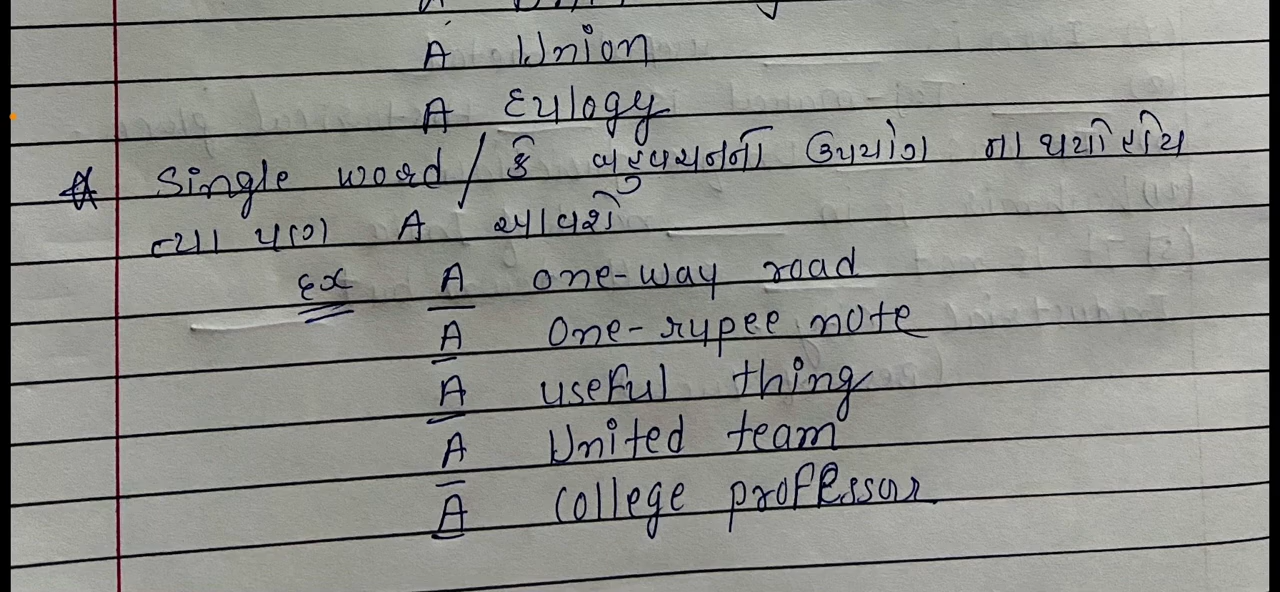 A Union
A Eulogy
Single word / કે બહુવચનનો ઉપયોગ ના થયો હોય
ત્યા પણ A આવશે
Ex A one-way road
A One-rupee note
A useful thing
A United team
A College professor.